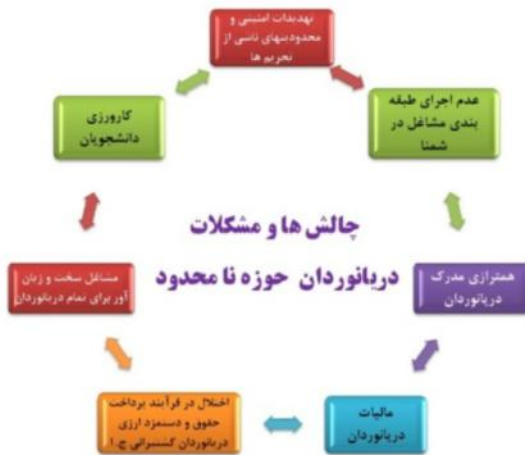 تهدیدات امنیتی و
محدودیتهای ناشی از
تحریم ها
عدم اجرای طبقه
بندی مشاغل در
شمنا
همترازی مدرک
دریانوردان
مالیات
دریانوردان
اختلال در فرآیند پرداخت
حقوق و دستمزد ارزی
دریانوردان کشتیرانی ج.ا
مشاغل سخت و زیان
آور برای تمام دریانوردان
کارورزی
دانشجویان
چالش ها و مشکلات
دریانوردان حوزه نا محدود